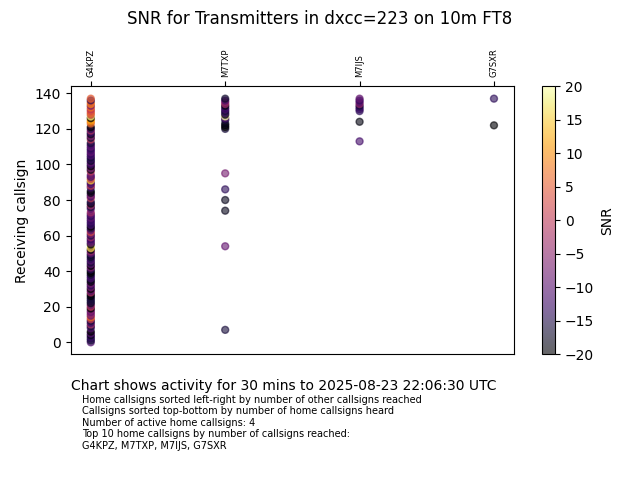 SNR for Transmitters in dxcc=223 on 10m FT8
G4KPZ
M7TXP
M7IJS
G7SXR
140
120
100
80
60
40
20
0
Receiving callsign
20
15
10
5
0
−5
−10
−15
−20
SNR
Chart shows activity for 30 mins to 2025-08-23 22:06:30 UTC
Home callsigns sorted left-right by number of other callsigns reached
Callsigns sorted top-bottom by number of home callsigns heard
Number of active home callsigns: 4
Top 10 home callsigns by number of callsigns reached:
G4KPZ, M7TXP, M7IJS, G7SXR